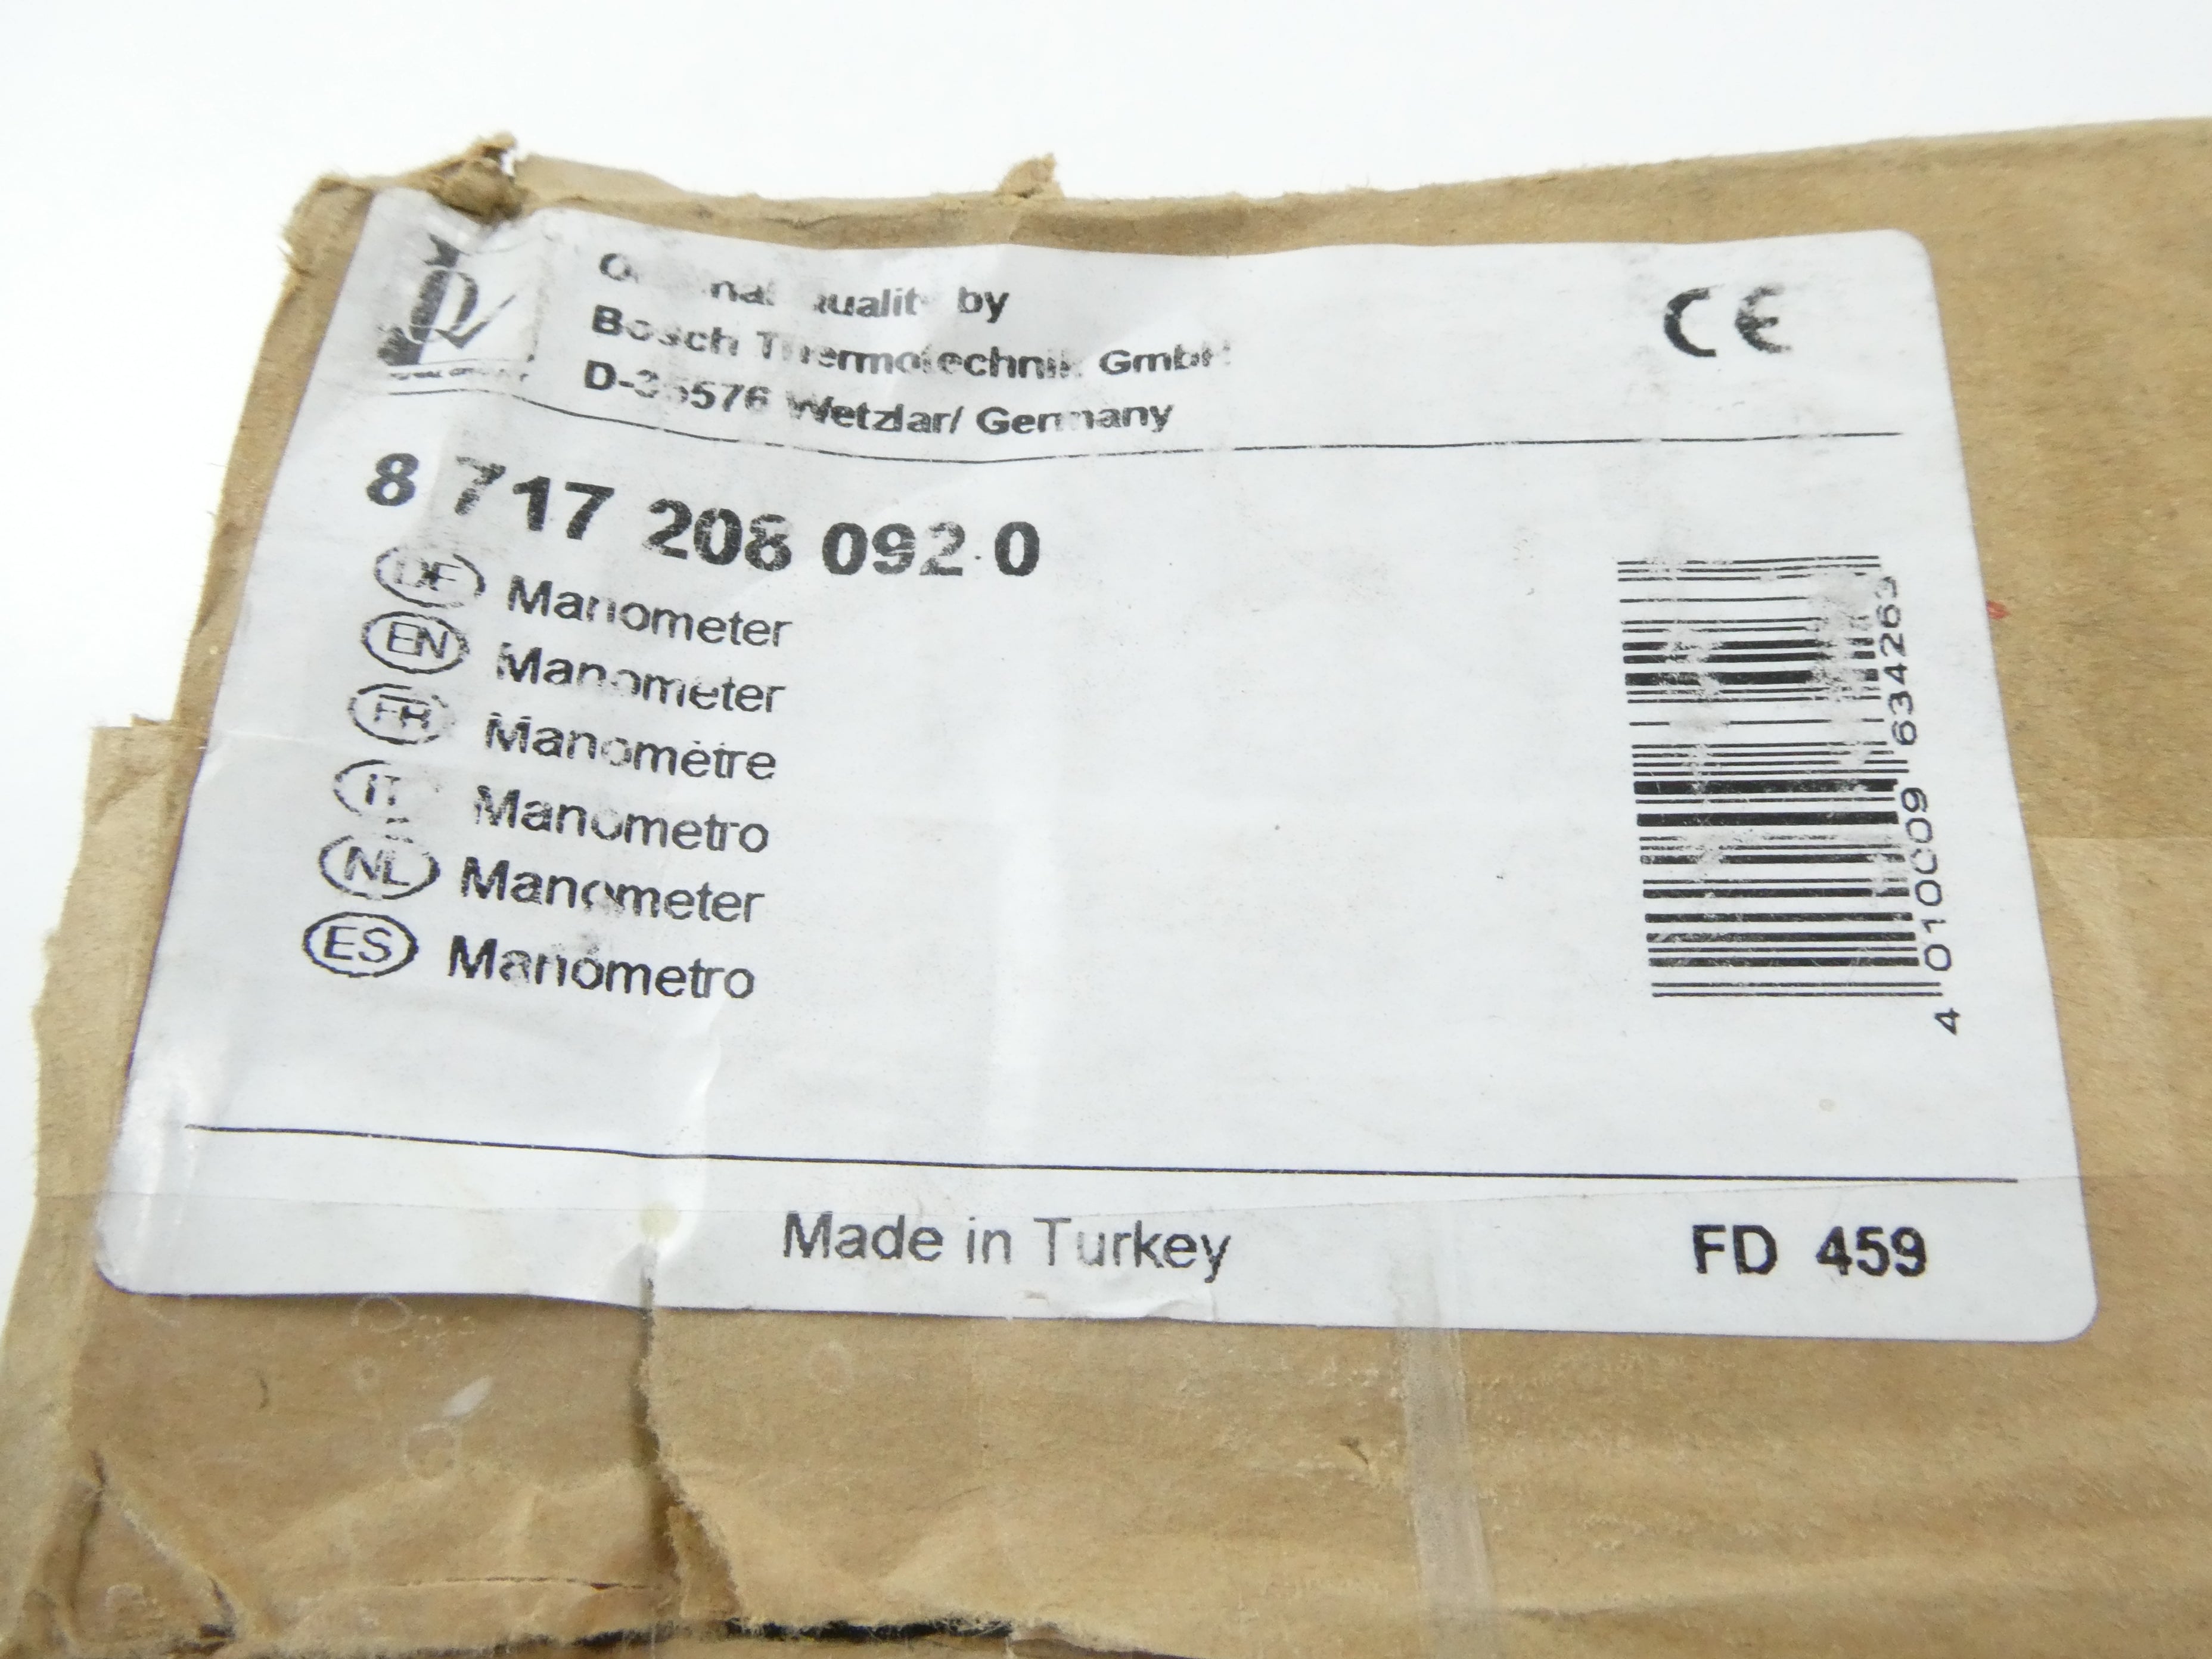 Original Quality by
Bosch Thermotechnik GmbH
D-35576 Wetzlar/ Germany
8 717 208 092 0
DE Manometer
EN Manometer
FR Manomètre
IT Manometro
NL Manometer
ES Manómetro
4 010009 634263
Made in Turkey
FD 459